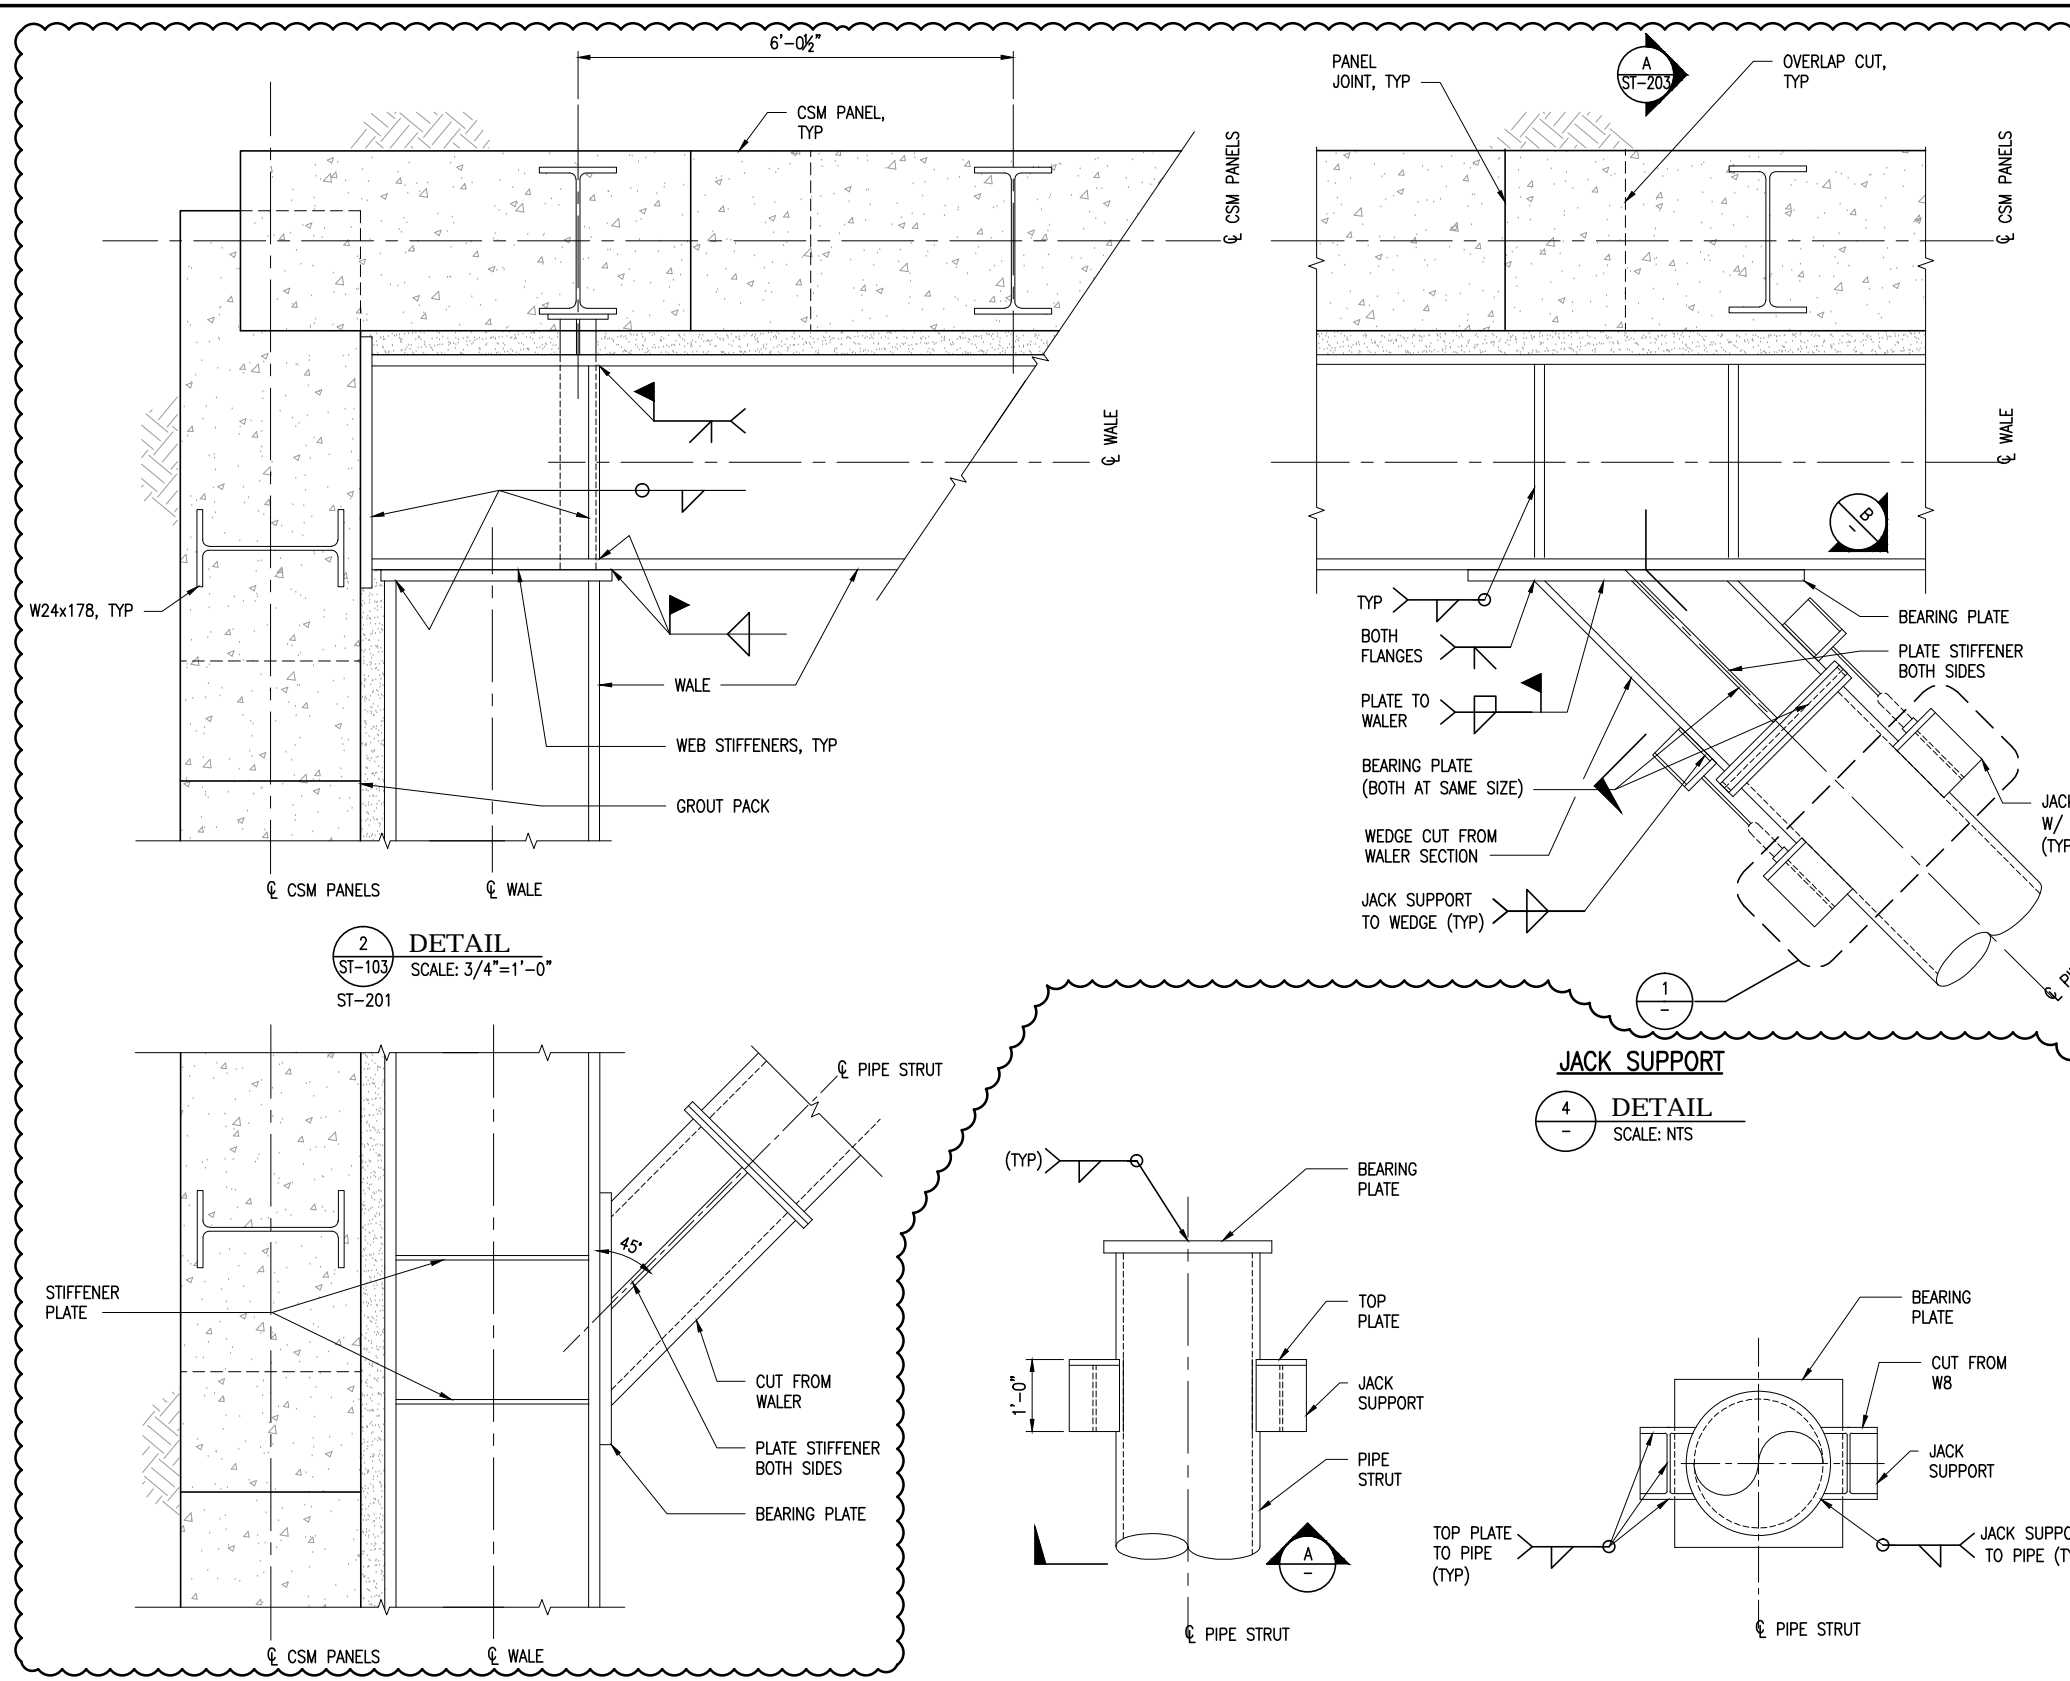 6'-0½"
CSM PANEL,
TYP
℄ CSM PANELS
℄ WALE
W24x178, TYP
WALE
WEB STIFFENERS, TYP
GROUT PACK
℄ CSM PANELS
℄ WALE
2
ST-103
DETAIL
SCALE: 3/4"=1'-0"
ST-201
PANEL
JOINT, TYP
A
ST-203
OVERLAP CUT,
TYP
℄ CSM PANELS
℄ WALE
B
-
TYP
BOTH
FLANGES
PLATE TO
WALER
BEARING PLATE
(BOTH AT SAME SIZE)
WEDGE CUT FROM
WALER SECTION
JACK SUPPORT
TO WEDGE (TYP)
BEARING PLATE
PLATE STIFFENER
BOTH SIDES
W/
1
-
℄ PIPE STRUT
45°
STIFFENER
PLATE
CUT FROM
WALER
PLATE STIFFENER
BOTH SIDES
BEARING PLATE
℄ CSM PANELS
℄ WALE
JACK SUPPORT
4
-
DETAIL
SCALE: NTS
(TYP)
BEARING
PLATE
TOP
PLATE
1'-0"
JACK
SUPPORT
PIPE
STRUT
A
-
℄ PIPE STRUT
BEARING
PLATE
CUT FROM
W8
JACK
SUPPORT
TOP PLATE
TO PIPE
(TYP)
JACK
TO PIPE
℄ PIPE STRUT